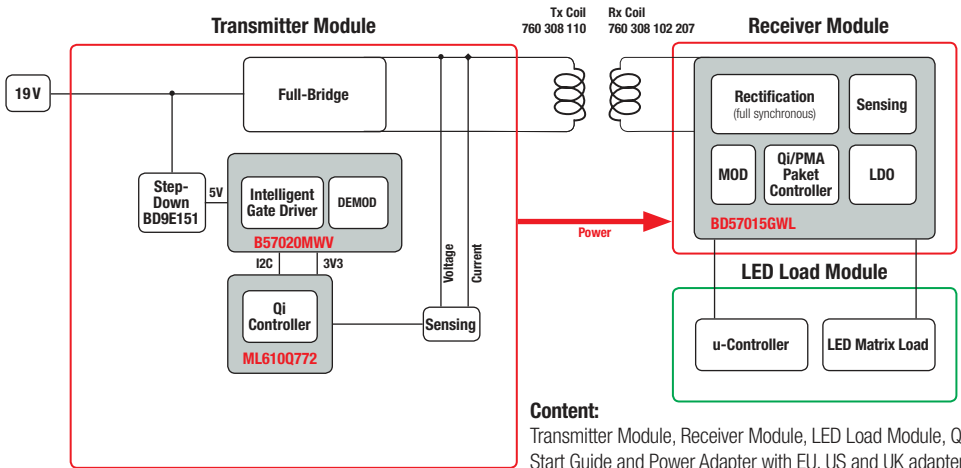 Transmitter Module
Tx Coil
760 308 110
Rx Coil
760 308 102 207
Receiver Module
19 V
Full-Bridge
Rectification
(full synchronous)
Sensing
MOD
Qi/PMA
Paket
Controller
LDO
BD57015GWL
Step-
Down
BD9E151
5V
Intelligent
Gate Driver
DEMOD
B57020MWV
I2C
3V3
Voltage
Current
Power
Qi
Controller
ML610Q772
Sensing
LED Load Module
u-Controller
LED Matrix Load
Content:
Transmitter Module, Receiver Module, LED Load Module, Q
Start Guide and Power Adapter with EU, US and UK adapter